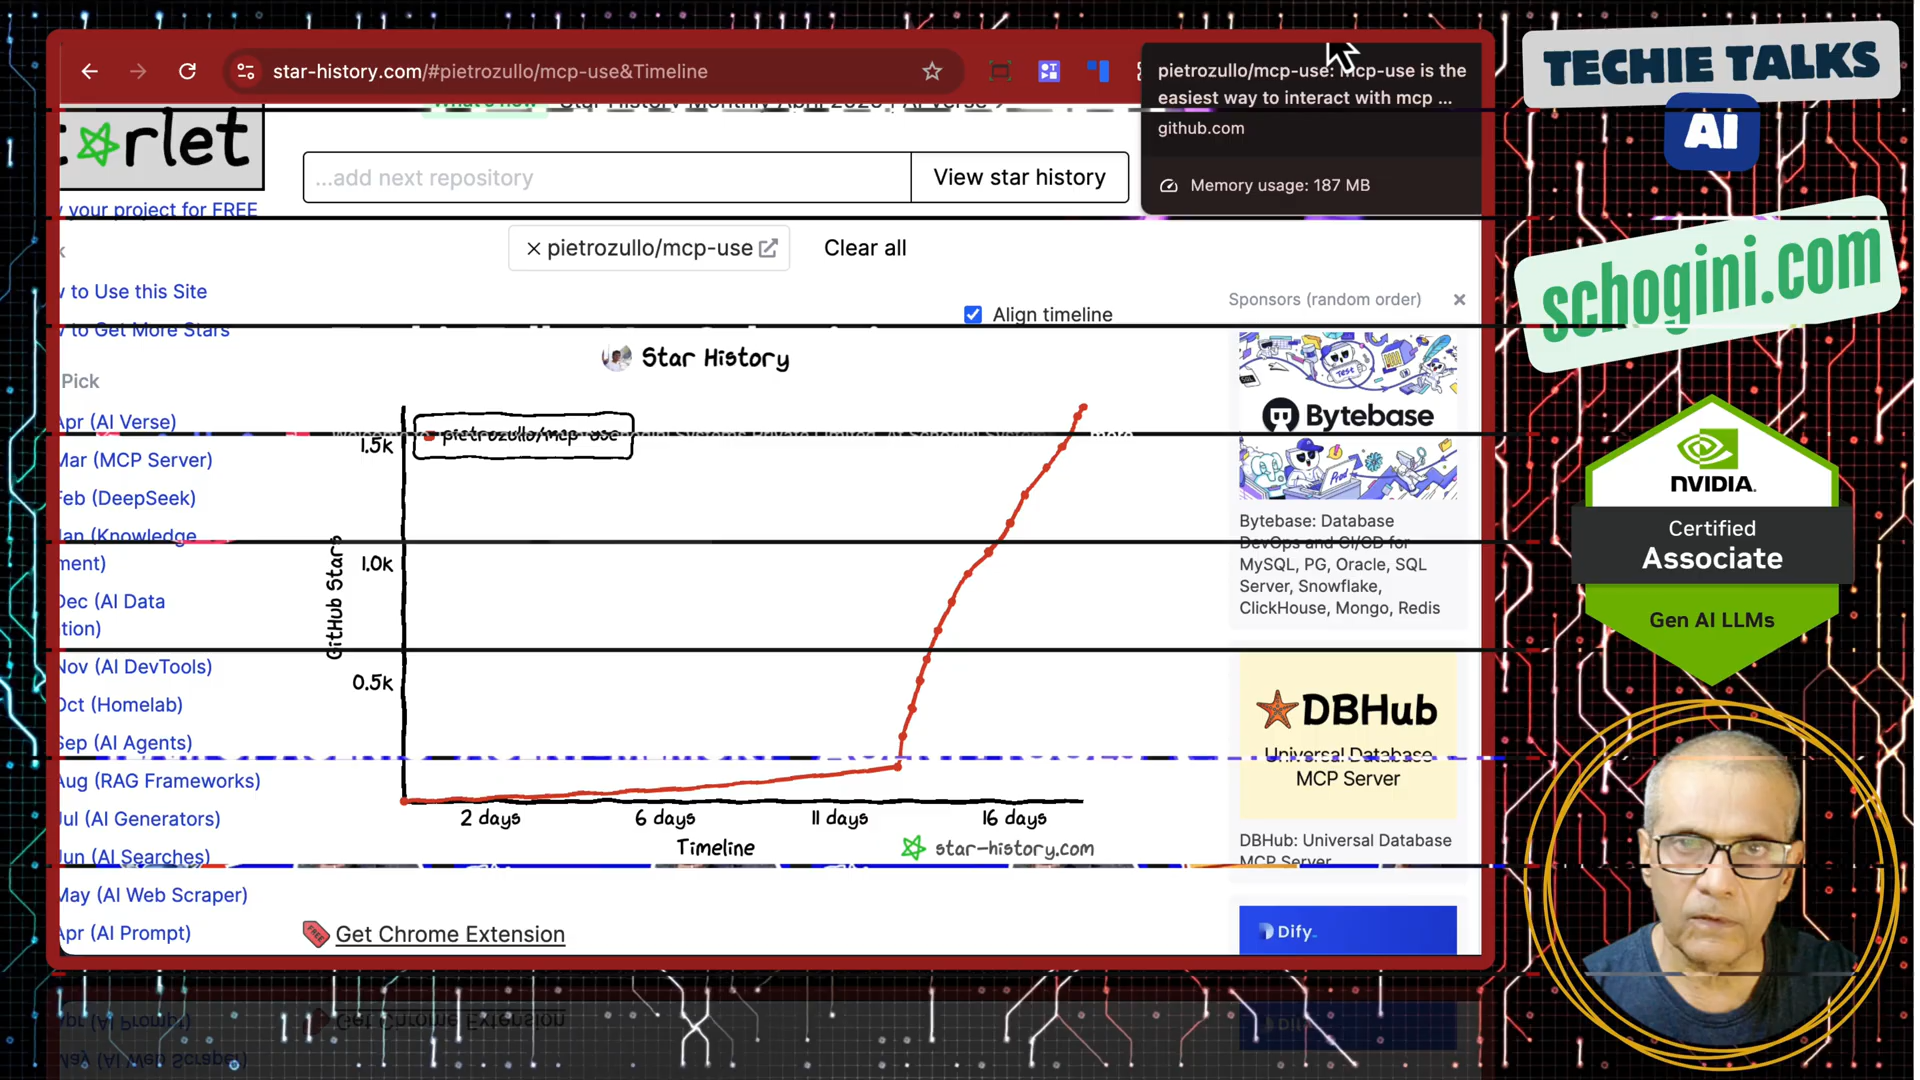 star-history.com/#pietrozullo/mcp-use&Timeline
pietrozullo/mcp-use: Mcp-use is the
easiest way to interact with mcp ...
github.com
Memory usage: 187 MB
TECHIE TALKS
AI
schogini.com
NVIDIA.
Certified
Associate
Gen AI LLMs
rlet
your project for FREE
...add next repository
View star history
pietrozullo/mcp-use
Clear all
to Use this Site
to Get More Stars
Pick
Apr (AI Verse)
Mar (MCP Server)
Feb (DeepSeek)
Jan (Knowledge
ment)
Dec (AI Data
tion)
Nov (AI DevTools)
Oct (Homelab)
Sep (AI Agents)
Aug (RAG Frameworks)
Jul (AI Generators)
Jun (AI Searches)
May (AI Web Scraper)
Apr (AI Prompt)
Align timeline
Star History
pietrozullo/mcp-use
GitHub Stars
1.5k
1.0k
0.5k
2 days
6 days
11 days
16 days
Timeline
star-history.com
Get Chrome Extension
Sponsors (random order)
Bytebase
Bytebase: Database
DevOps and CI/CD for
MySQL, PG, Oracle, SQL
Server, Snowflake,
ClickHouse, Mongo, Redis
DBHub
Universal Database
MCP Server
DBHub: Universal Database
MCP Server
Dify